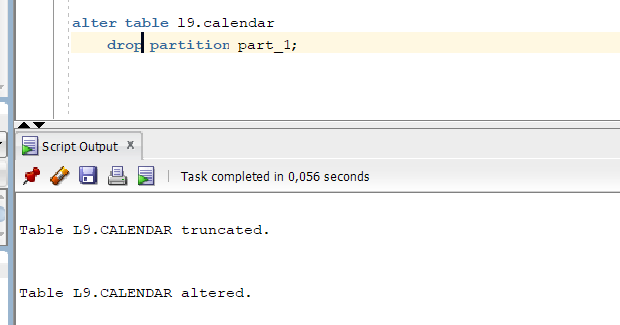 alter table l9.calendar
drop partition part_1;
Script Output x
Task completed in 0,056 seconds
Table L9.CALENDAR truncated.
Table L9.CALENDAR altered.